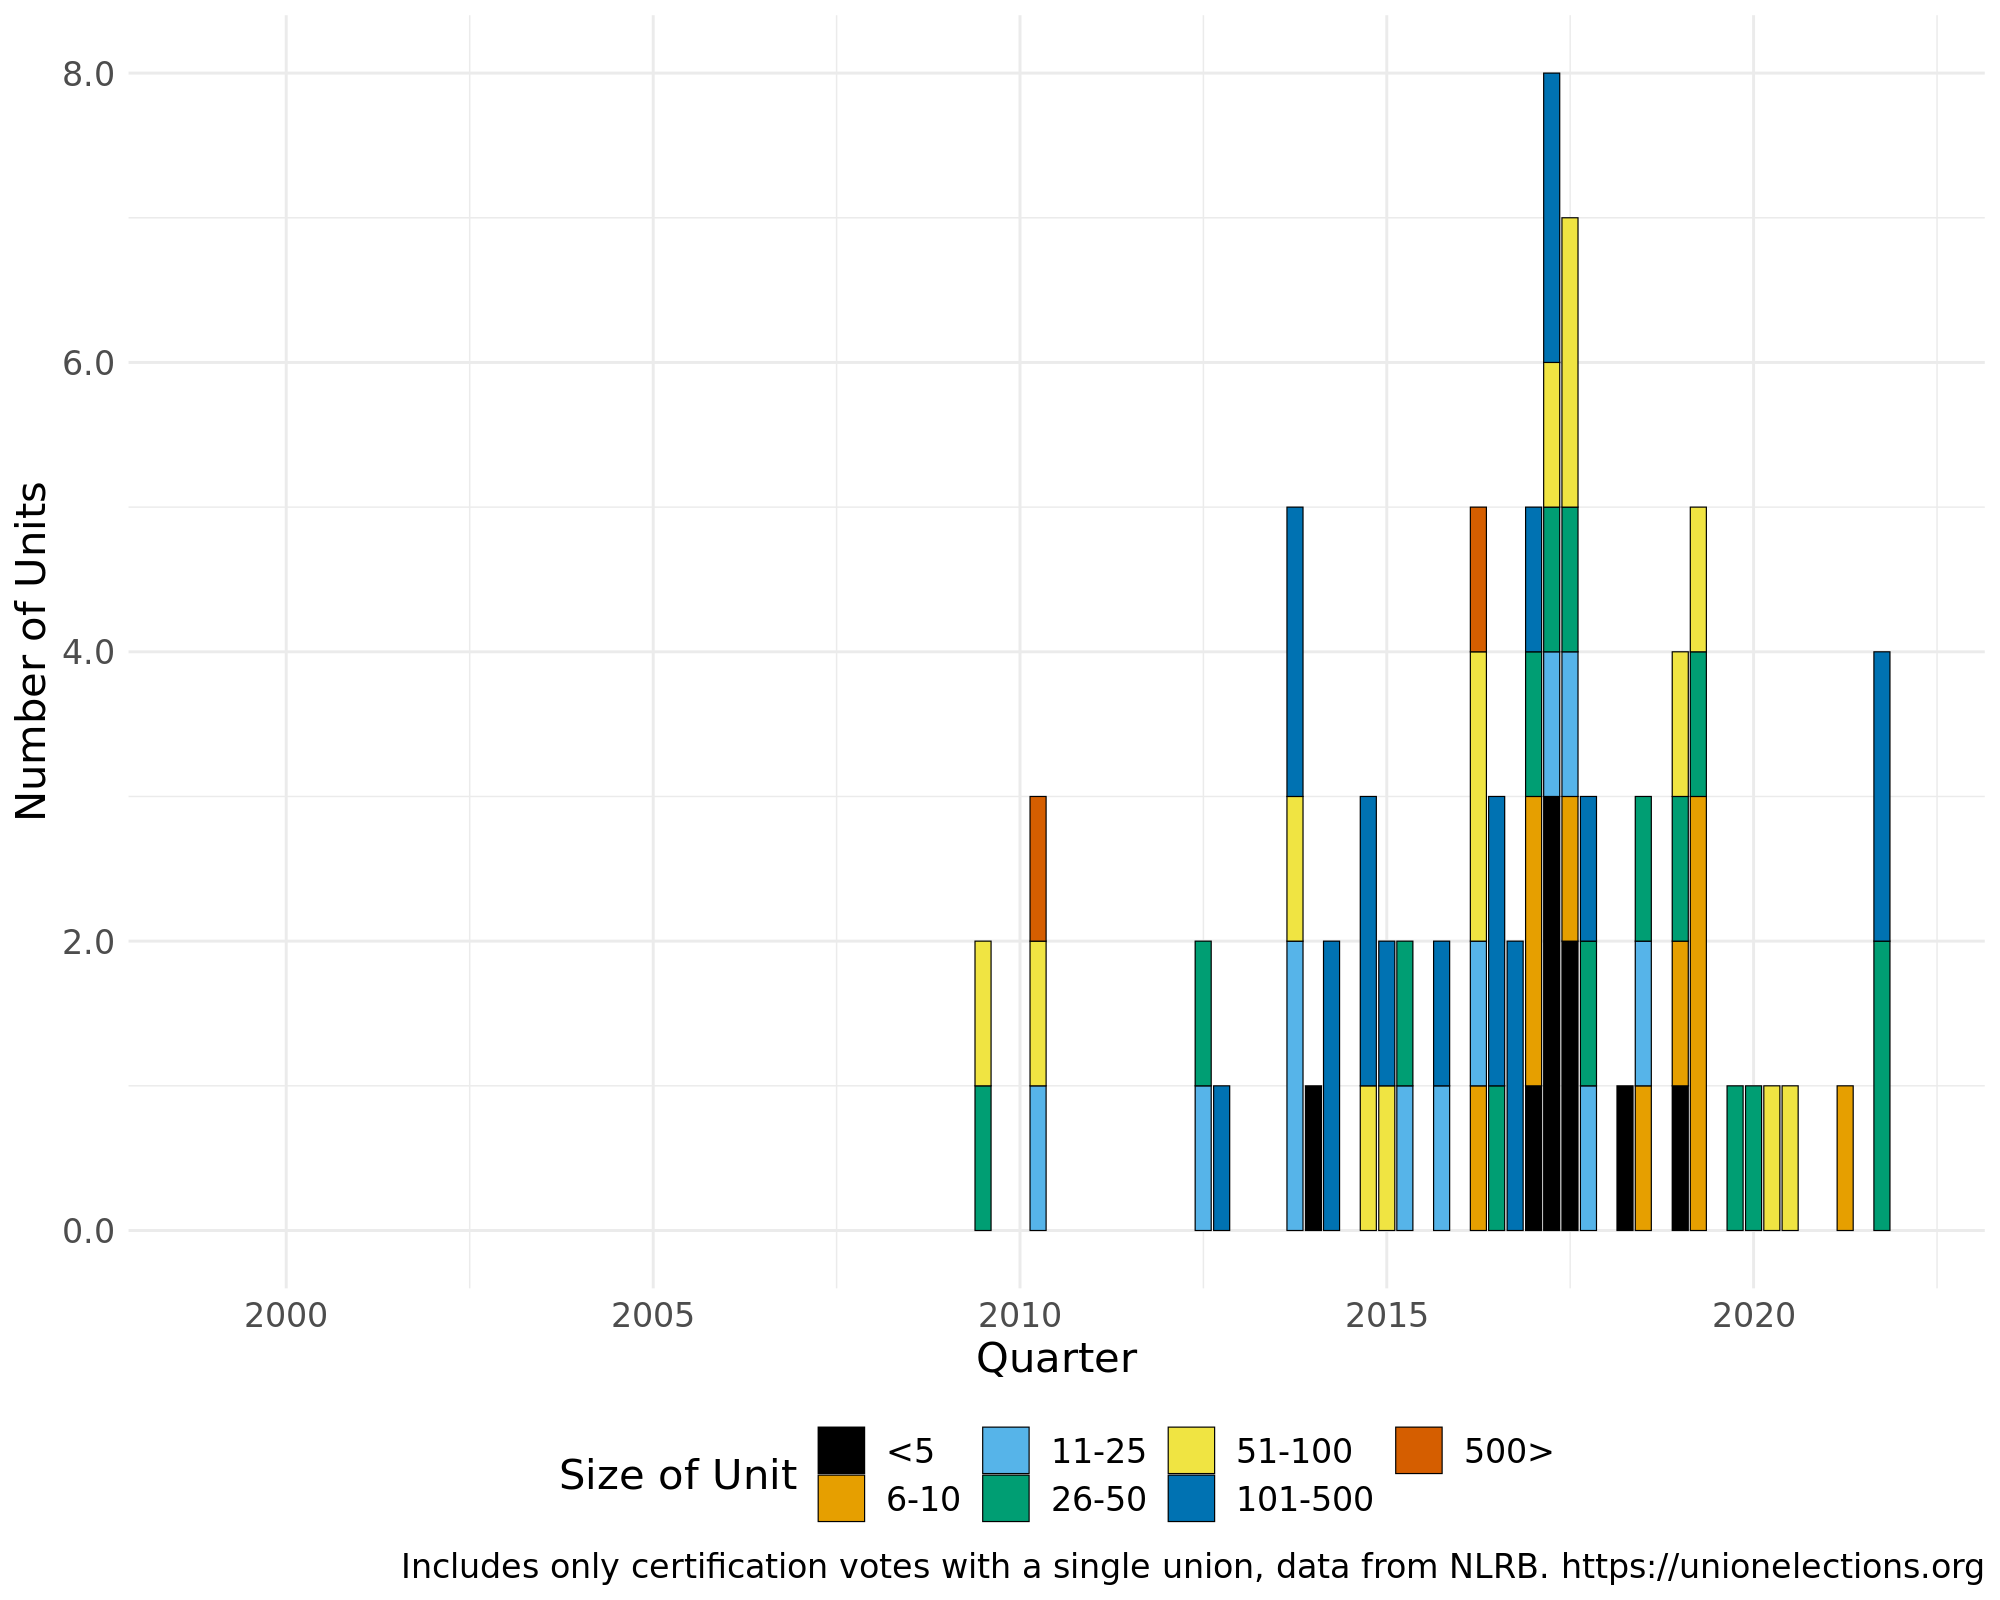 8.0
6.0
4.0
2.0
0.0
Number of Units
2000 2005 2010 2015 2020
Quarter
Size of Unit
<5 11-25 51-100 500>
6-10 26-50 101-500
Includes only certification votes with a single union, data from NLRB. https://unionelections.org